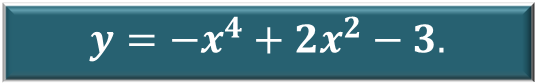 y = −x⁴ + 2x² − 3.